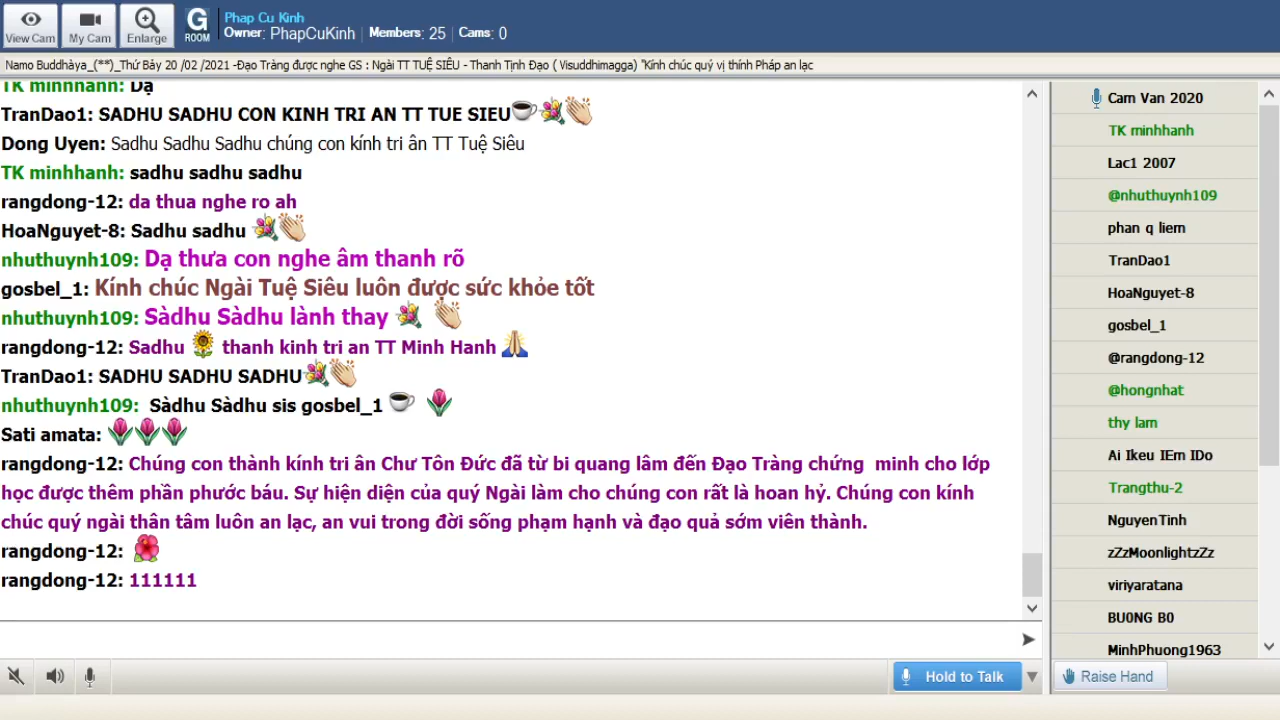 View Cam
My Cam
Enlarge
G
ROOM
Phap Cu Kinh
Owner: PhapCuKinh | Members: 25 | Cams: 0
Namo Buddhàya_(**)_Thứ Bảy 20 /02 /2021 -Đạo Tràng được nghe GS : Ngài TT TUỆ SIÊU - Thanh Tịnh Đạo ( Visuddhimagga) "Kính chúc quý vị thính Pháp an lạc
TK minhhanh: Dạ
TranDao1: SADHU SADHU CON KINH TRI AN TT TUE SIEU
Dong Uyen: Sadhu Sadhu Sadhu chúng con kính tri ân TT Tuệ Siêu
TK minhhanh: sadhu sadhu sadhu
rangdong-12: da thua nghe ro ah
HoaNguyet-8: Sadhu sadhu
nhuthuynh109: Dạ thưa con nghe âm thanh rõ
gosbel_1: Kính chúc Ngài Tuệ Siêu luôn được sức khỏe tốt
nhuthuynh109: Sàdhu Sàdhu lành thay
rangdong-12: Sadhu thanh kinh tri an TT Minh Hanh
TranDao1: SADHU SADHU SADHU
nhuthuynh109: Sàdhu Sàdhu sis gosbel_1
Sati amata:
rangdong-12: Chúng con thành kính tri ân Chư Tôn Đức đã từ bi quang lâm đến Đạo Tràng chứng minh cho lớp
học được thêm phần phước báu. Sự hiện diện của quý Ngài làm cho chúng con rất là hoan hỷ. Chúng con kính
chúc quý ngài thân tâm luôn an lạc, an vui trong đời sống phạm hạnh và đạo quả sớm viên thành.
rangdong-12:
rangdong-12: 111111
Cam Van 2020
TK minhhanh
Lac1 2007
@nhuthuynh109
phan q liem
TranDao1
HoaNguyet-8
gosbel_1
@rangdong-12
@hongnhat
thy lam
Ai Ikeu IEm IDo
Trangthu-2
NguyenTinh
zZzMoonlightzZz
viriyaratana
BU0NG B0
MinhPhuong1963
Hold to Talk
Raise Hand